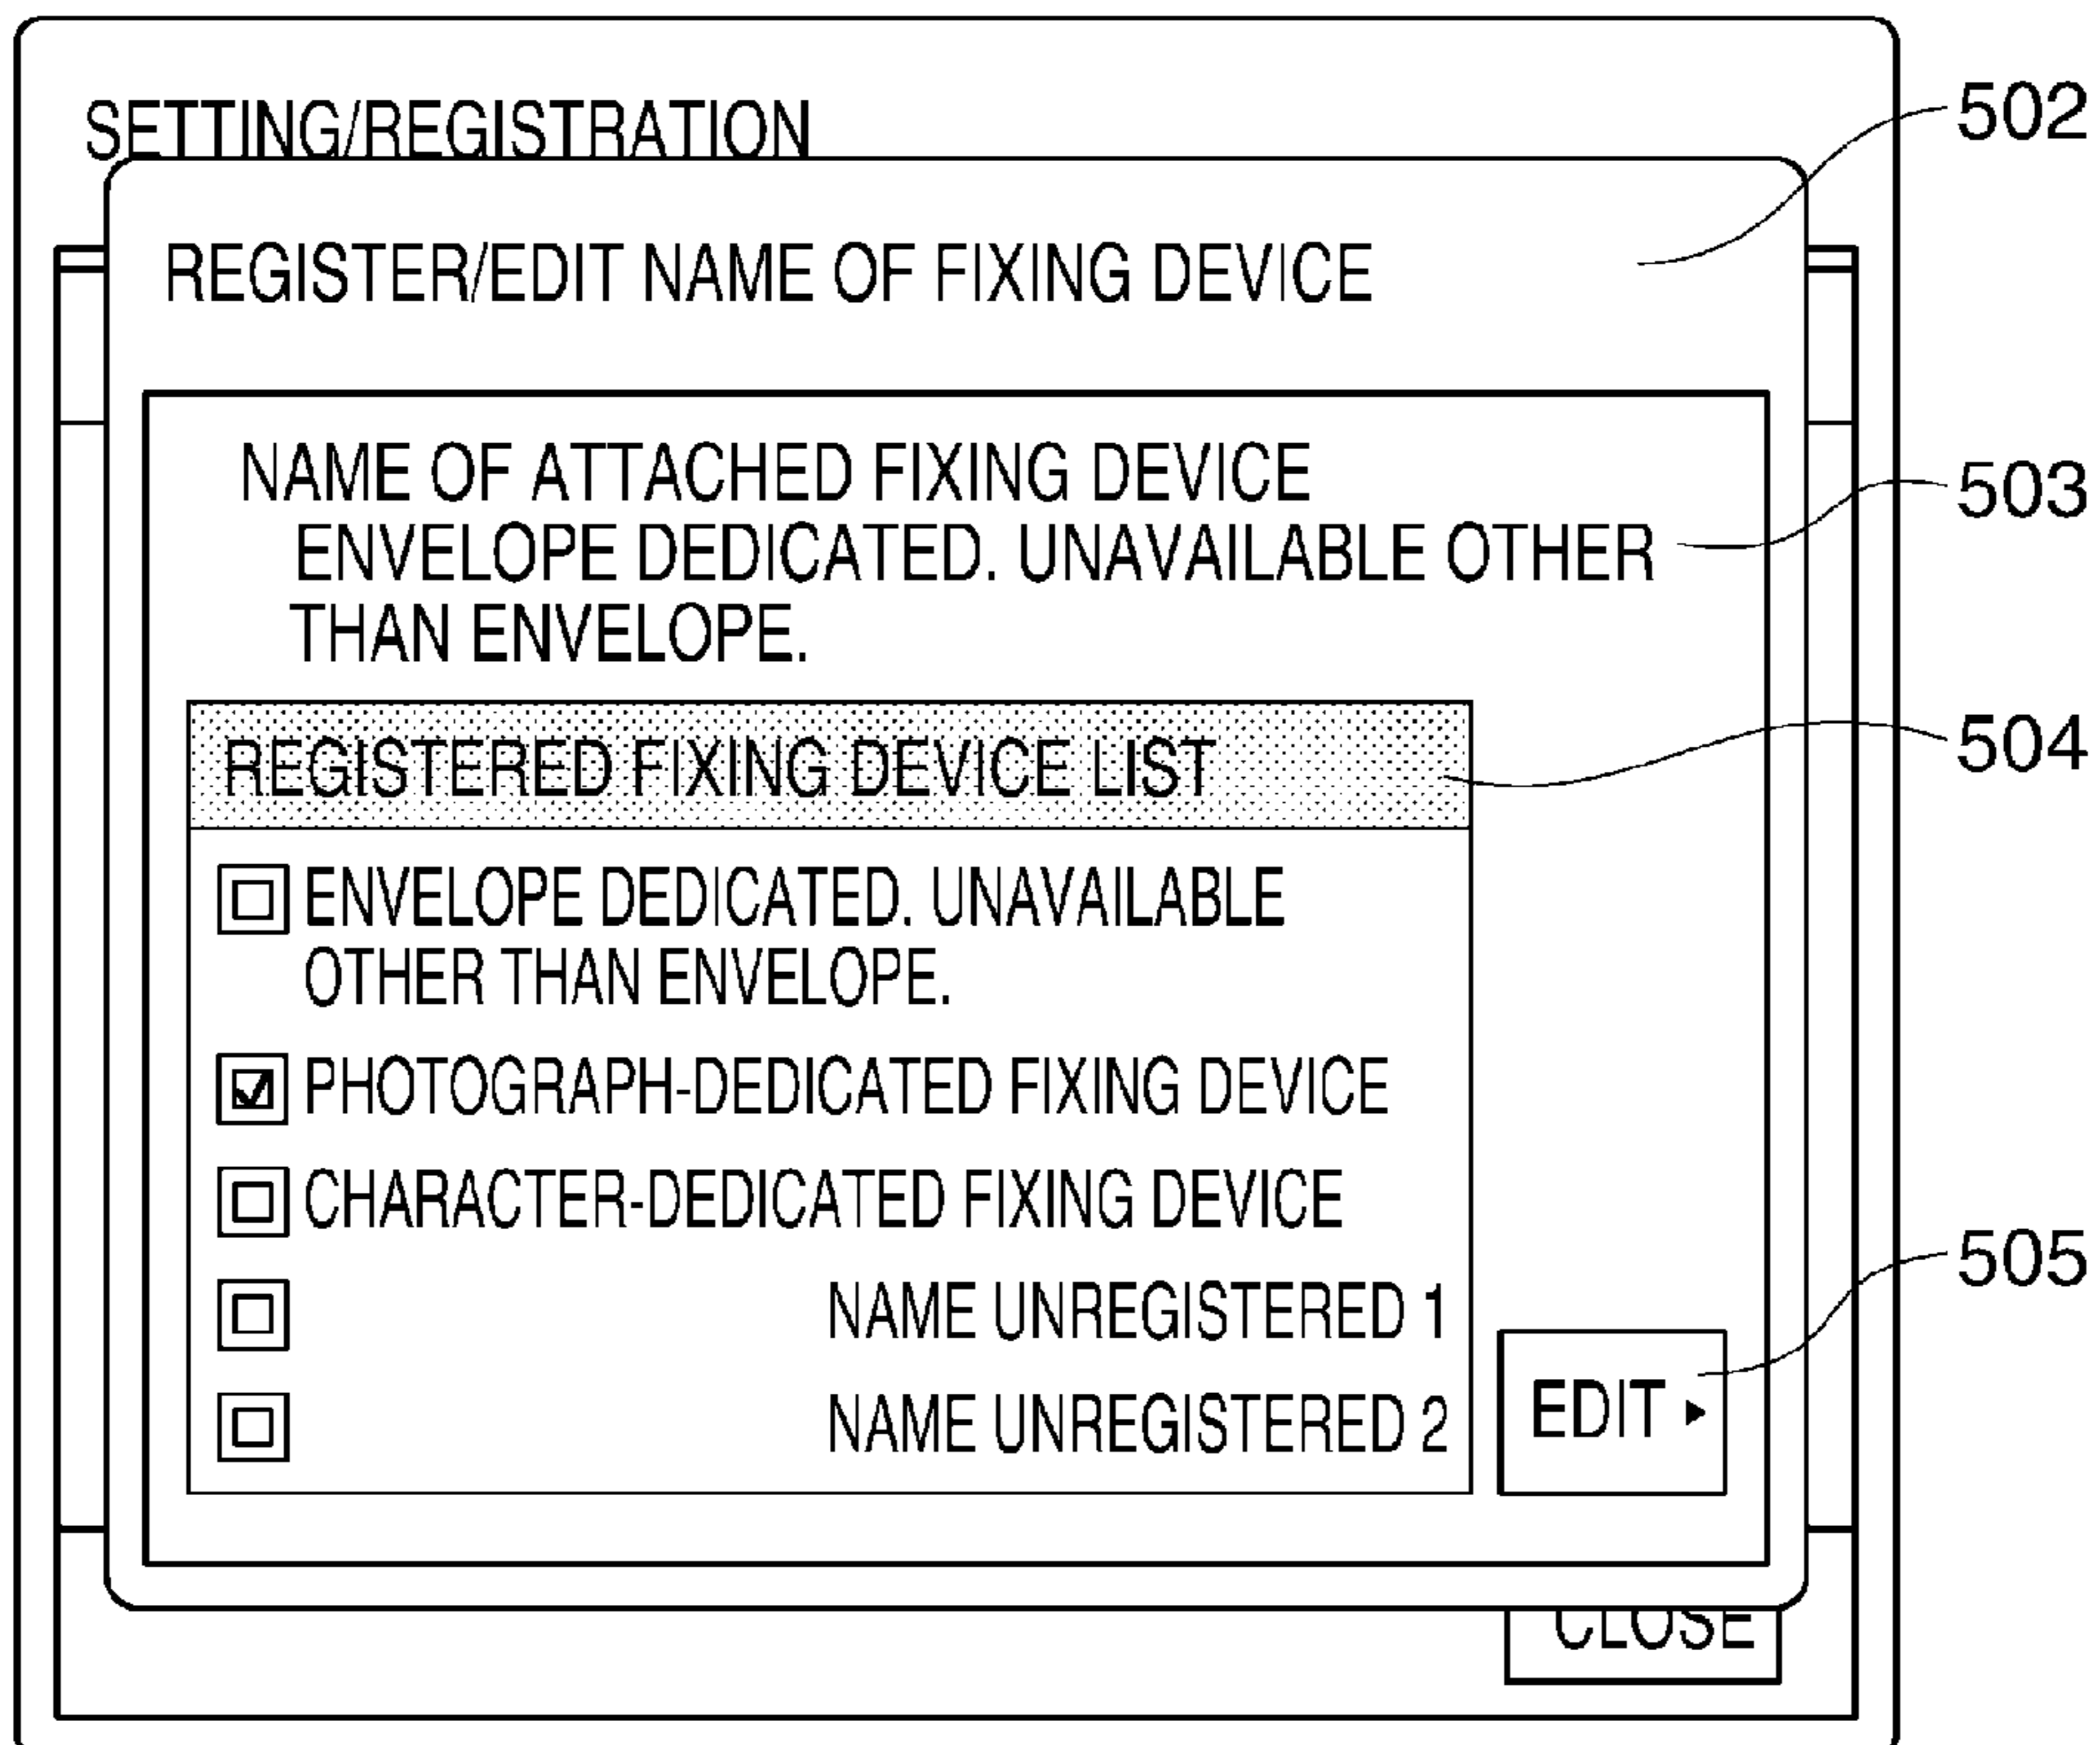 SETTING/REGISTRATION
502
REGISTER/EDIT NAME OF FIXING DEVICE
NAME OF ATTACHED FIXING DEVICE
503
ENVELOPE DEDICATED. UNAVAILABLE OTHER
THAN ENVELOPE.
504
REGISTERED FIXING DEVICE LIST
ENVELOPE DEDICATED. UNAVAILABLE
OTHER THAN ENVELOPE.
PHOTOGRAPH-DEDICATED FIXING DEVICE
CHARACTER-DEDICATED FIXING DEVICE
505
NAME UNREGISTERED 1
NAME UNREGISTERED 2
EDIT ▸
CLOSE